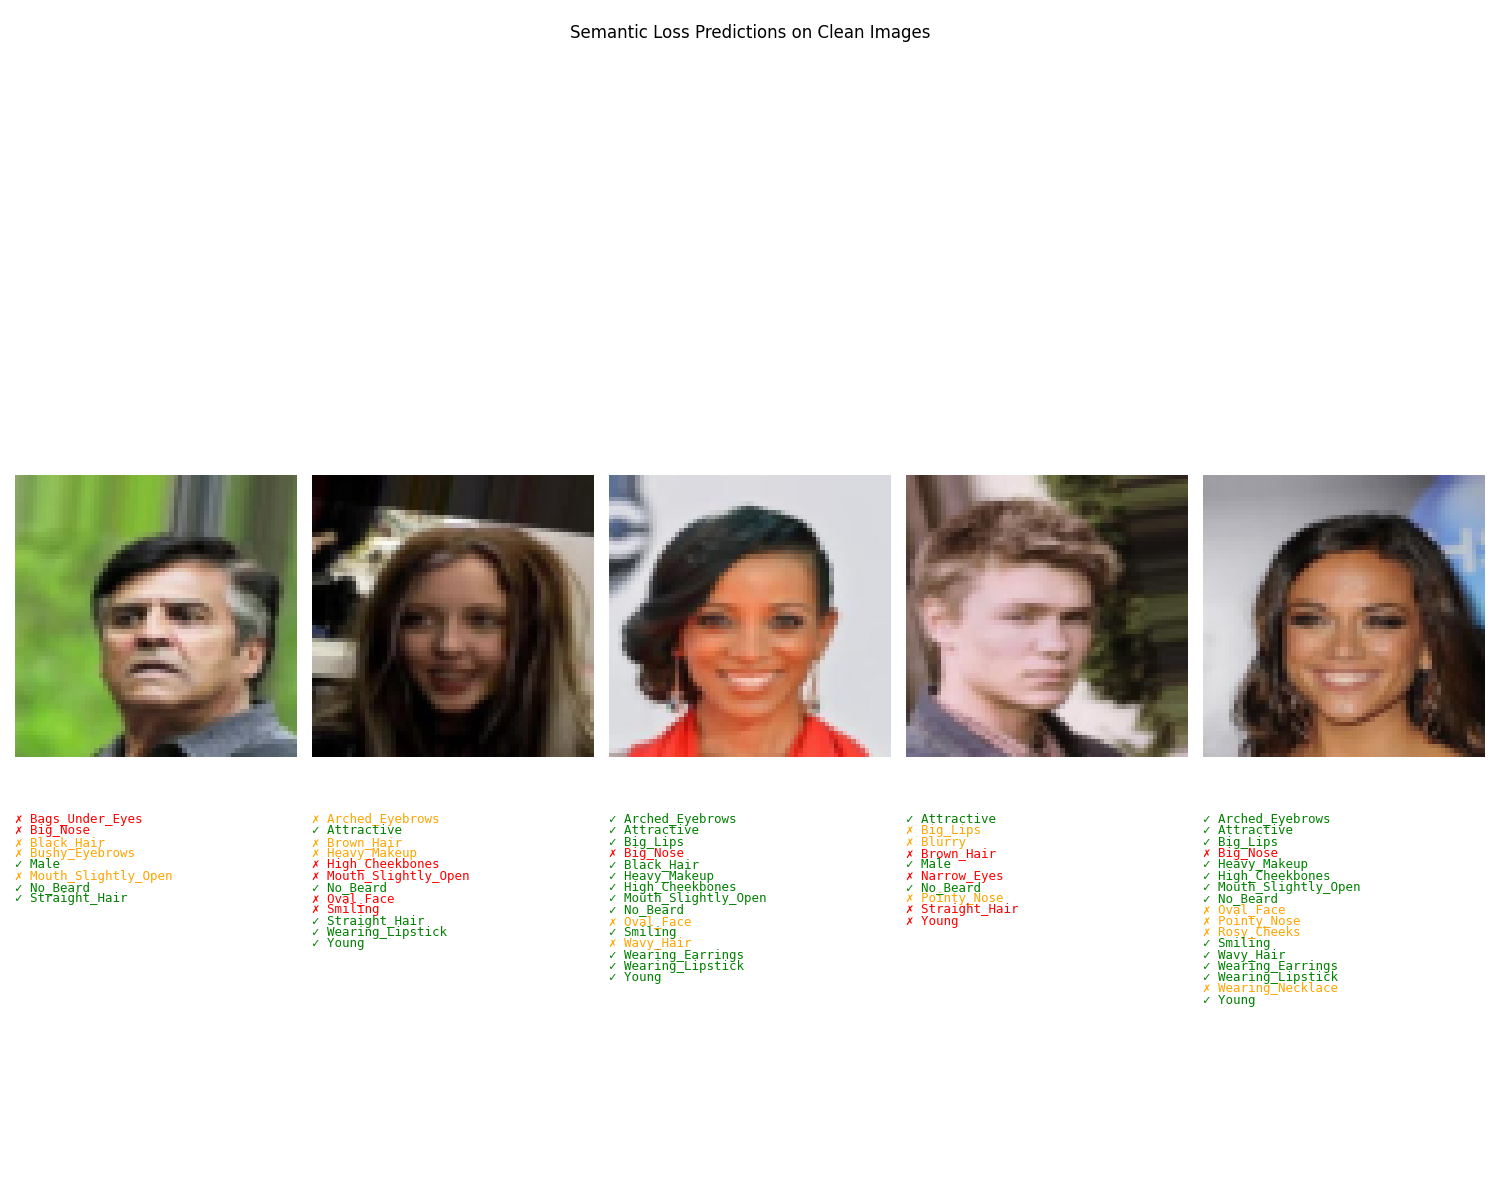 Semantic Loss Predictions on Clean Images
✗ Bags_Under_Eyes
✗ Big_Nose
✗ Black_Hair
✗ Bushy_Eyebrows
✓ Male
✗ Mouth_Slightly_Open
✓ No_Beard
✓ Straight_Hair
✗ Arched_Eyebrows
✓ Attractive
✗ Brown_Hair
✗ Heavy_Makeup
✗ High_Cheekbones
✗ Mouth_Slightly_Open
✓ No_Beard
✗ Oval_Face
✗ Smiling
✓ Straight_Hair
✓ Wearing_Lipstick
✓ Young
✓ Arched_Eyebrows
✓ Attractive
✓ Big_Lips
✗ Big_Nose
✓ Black_Hair
✓ Heavy_Makeup
✓ High_Cheekbones
✓ Mouth_Slightly_Open
✓ No_Beard
✗ Oval_Face
✓ Smiling
✗ Wavy_Hair
✓ Wearing_Earrings
✓ Wearing_Lipstick
✓ Young
✓ Attractive
✗ Big_Lips
✗ Blurry
✗ Brown_Hair
✓ Male
✗ Narrow_Eyes
✓ No_Beard
✗ Pointy_Nose
✗ Straight_Hair
✗ Young
✓ Arched_Eyebrows
✓ Attractive
✓ Big_Lips
✗ Big_Nose
✓ Heavy_Makeup
✓ High_Cheekbones
✓ Mouth_Slightly_Open
✓ No_Beard
✗ Oval_Face
✗ Pointy_Nose
✗ Rosy_Cheeks
✓ Smiling
✓ Wavy_Hair
✓ Wearing_Earrings
✓ Wearing_Lipstick
✗ Wearing_Necklace
✓ Young